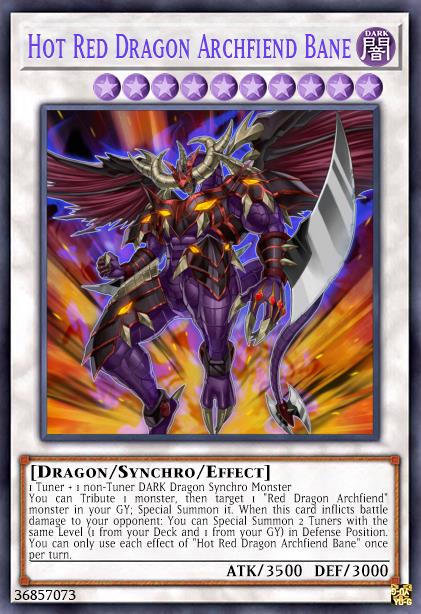 HOT RED DRAGON ARCHFIEND BANE
DARK
闇
[DRAGON/SYNCHRO/EFFECT]
1 Tuner + 1 non-Tuner DARK Dragon Synchro Monster
You can Tribute 1 monster, then target 1 "Red Dragon Archfiend"
monster in your GY; Special Summon it. When this card inflicts battle
damage to your opponent: You can Special Summon 2 Tuners with the
same Level (1 from your Deck and 1 from your GY) in Defense Position.
You can only use each effect of "Hot Red Dragon Archfiend Bane" once
per turn.
ATK/3500 DEF/3000
36857073